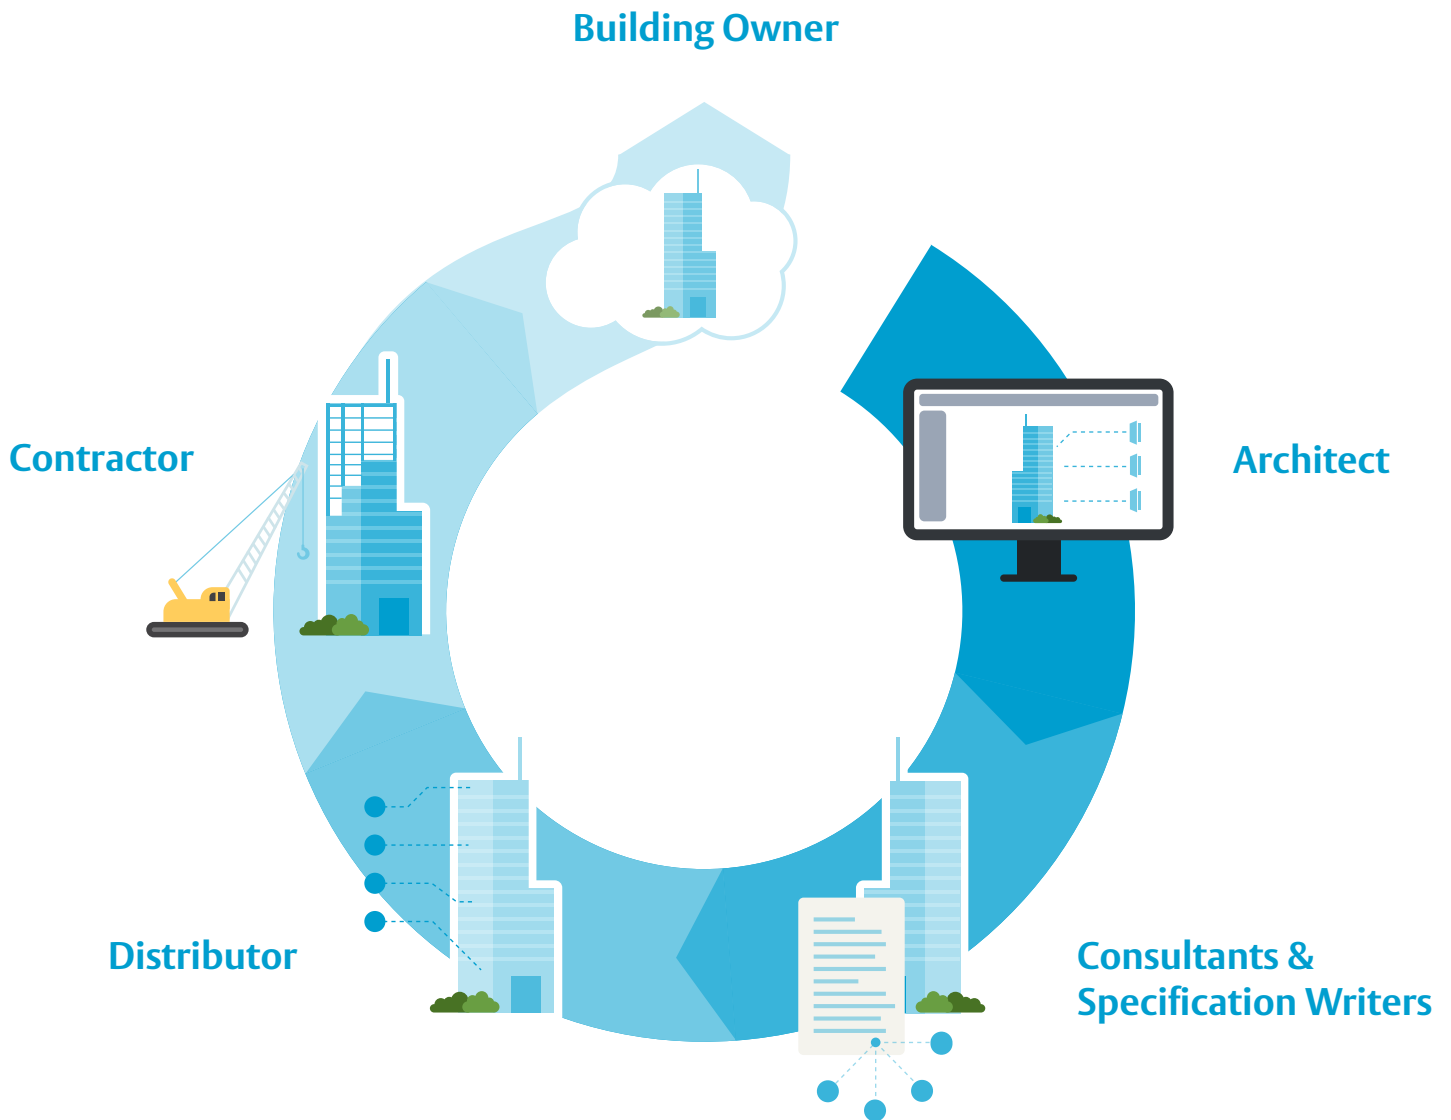 Building Owner
Contractor
Architect
Distributor
Consultants &
Specification Writers